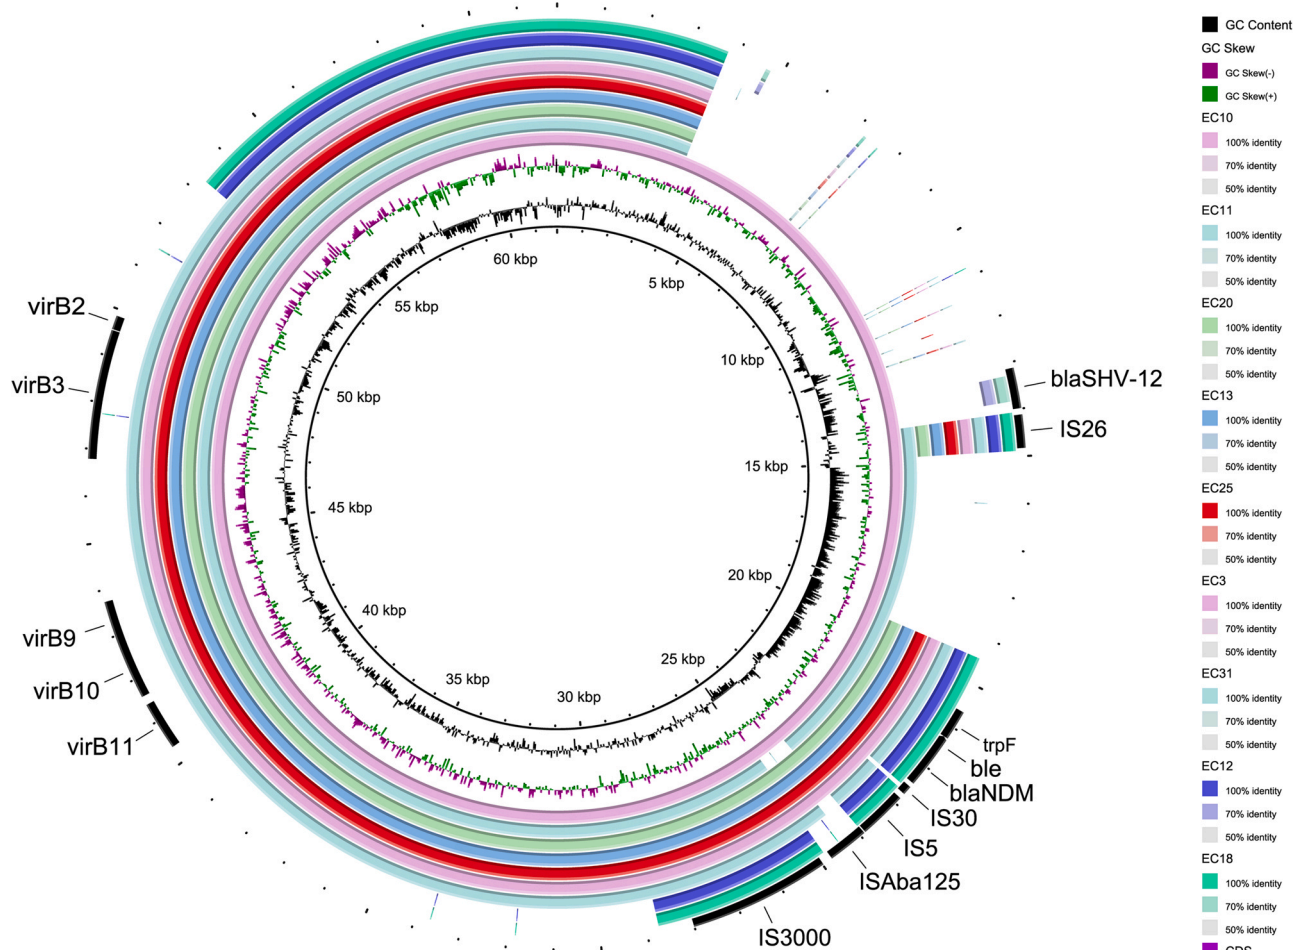 60 kbp
5 kbp
55 kbp
10 kbp
50 kbp
15 kbp
45 kbp
20 kbp
40 kbp
25 kbp
35 kbp
30 kbp
virB2
virB3
virB9
virB10
virB11
blaSHV-12
IS26
trpF
ble
blaNDM
IS30
IS5
ISAba125
IS3000
GC Content
GC Skew
GC Skew(-)
GC Skew(+)
EC10
100% identity
70% identity
50% identity
EC11
100% identity
70% identity
50% identity
EC20
100% identity
70% identity
50% identity
EC13
100% identity
70% identity
50% identity
EC25
100% identity
70% identity
50% identity
EC3
100% identity
70% identity
50% identity
EC31
100% identity
70% identity
50% identity
EC12
100% identity
70% identity
50% identity
EC18
100% identity
70% identity
50% identity